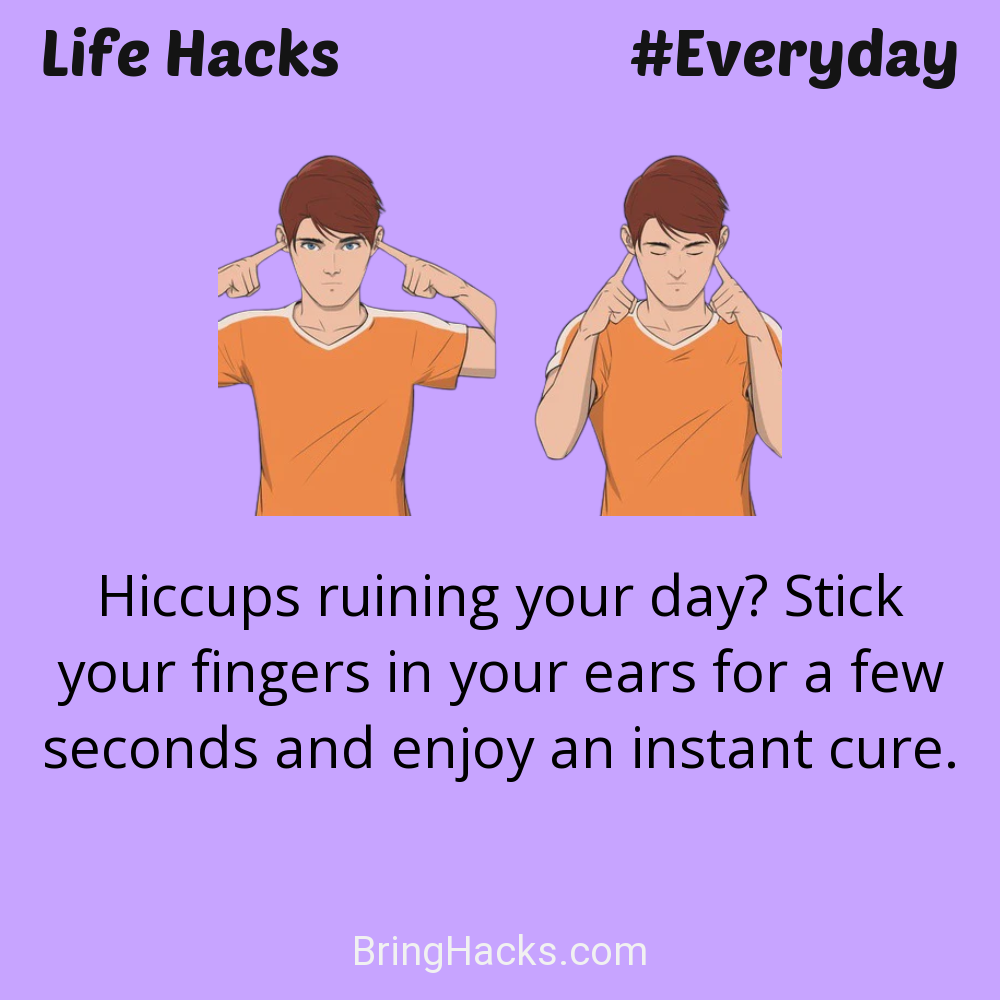 Life Hacks #Everyday
Hiccups ruining your day? Stick
your fingers in your ears for a few
seconds and enjoy an instant cure.
BringHacks.com